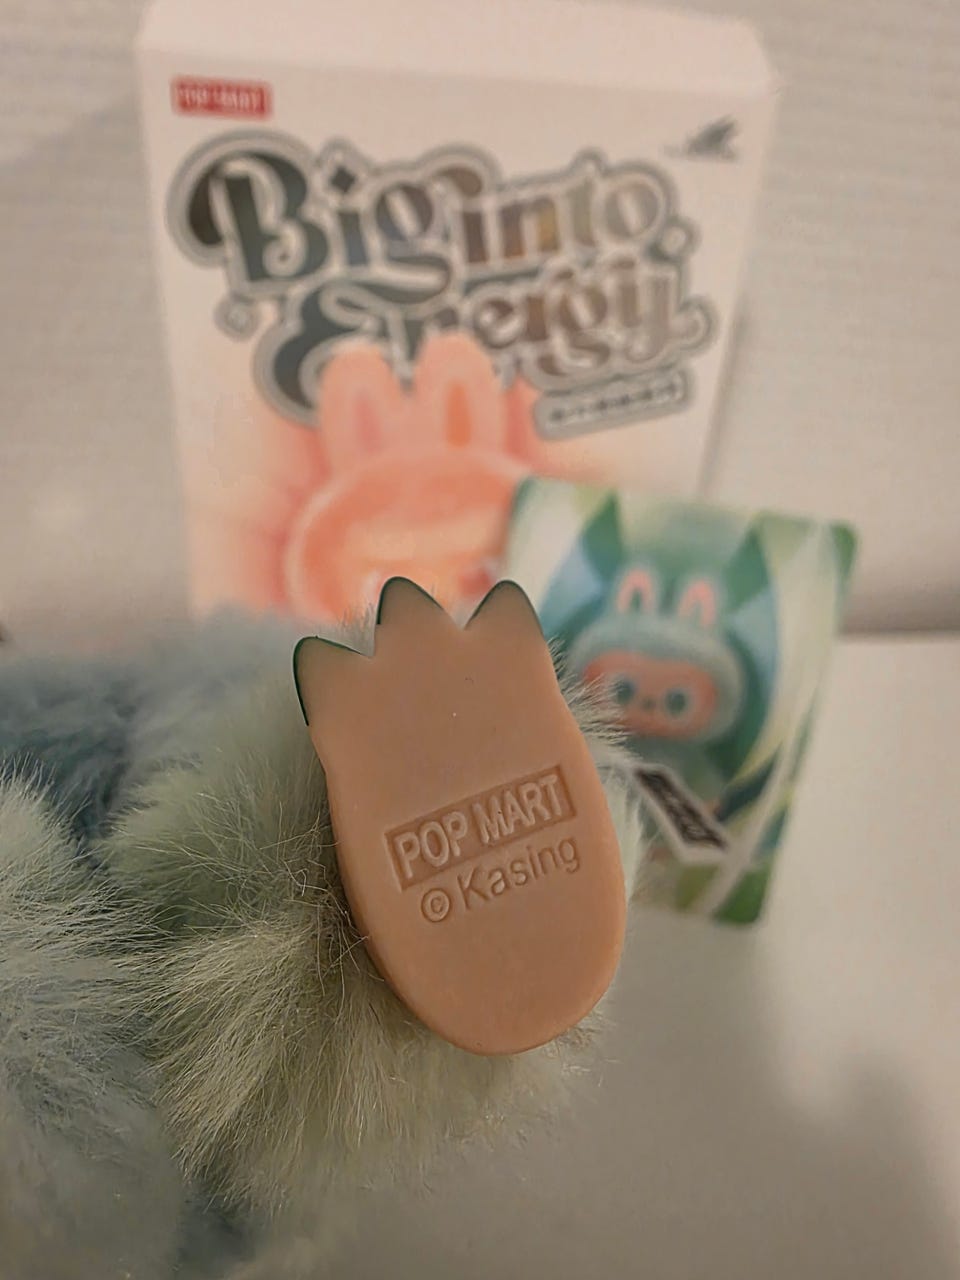 POP MART
Big into
Energy
POP MART
© Kasing